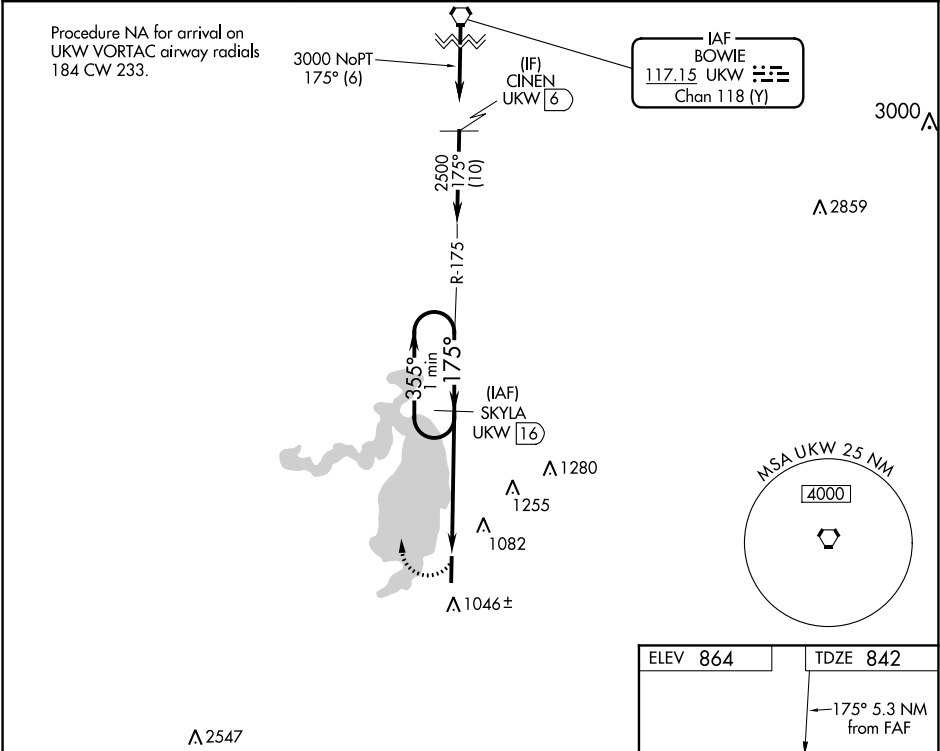 Procedure NA for arrival on
UKW VORTAC airway radials
184 CW 233.
3000 NoPT
175° (6)
(IF)
CINEN
UKW 6
IAF
BOWIE
117.15 UKW
Chan 118 (Y)
3000
2859
2500
175°
(10)
R-175
355°
1 min
175°
(IAF)
SKYLA
UKW 16
1280
1255
1082
1046±
MSA UKW 25 NM
4000
2547
ELEV 864
TDZE 842
175° 5.3 NM
from FAF